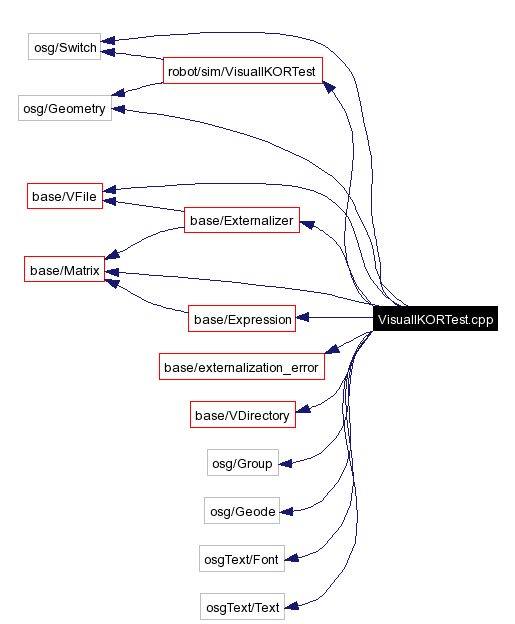 osg/Switch
robot/sim/VisualIKORTest
osg/Geometry
base/VFile
base/Externalizer
base/Matrix
base/Expression
VisualIKORTest.cpp
base/externalization_error
base/VDirectory
osg/Group
osg/Geode
osgText/Font
osgText/Text